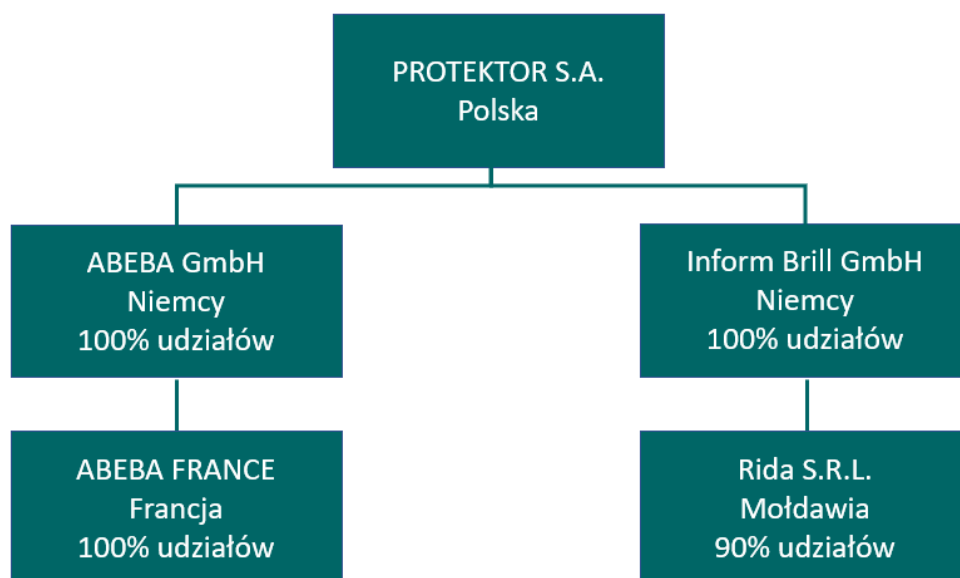 PROTEKTOR S.A.
Polska
ABEBA GmbH
Niemcy
100% udziałów
Inform Brill GmbH
Niemcy
100% udziałów
ABEBA FRANCE
Francja
100% udziałów
Rida S.R.L.
Mołdawia
90% udziałów